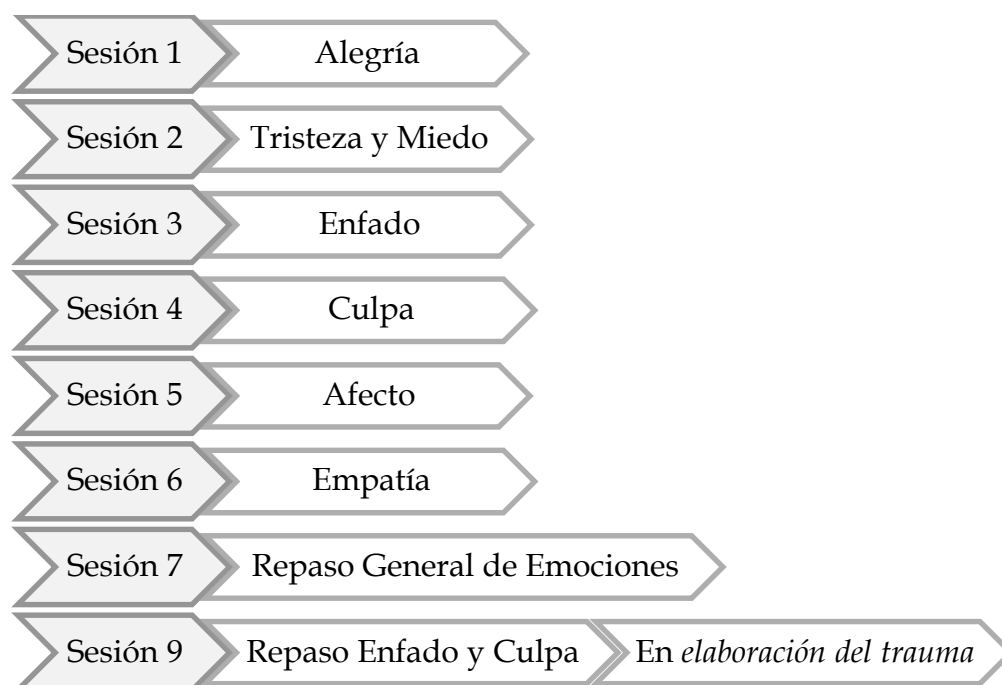 Sesión 1 Alegría
Sesión 2 Tristeza y Miedo
Sesión 3 Enfado
Sesión 4 Culpa
Sesión 5 Afecto
Sesión 6 Empatía
Sesión 7 Repaso General de Emociones
Sesión 9 Repaso Enfado y Culpa En elaboración del trauma